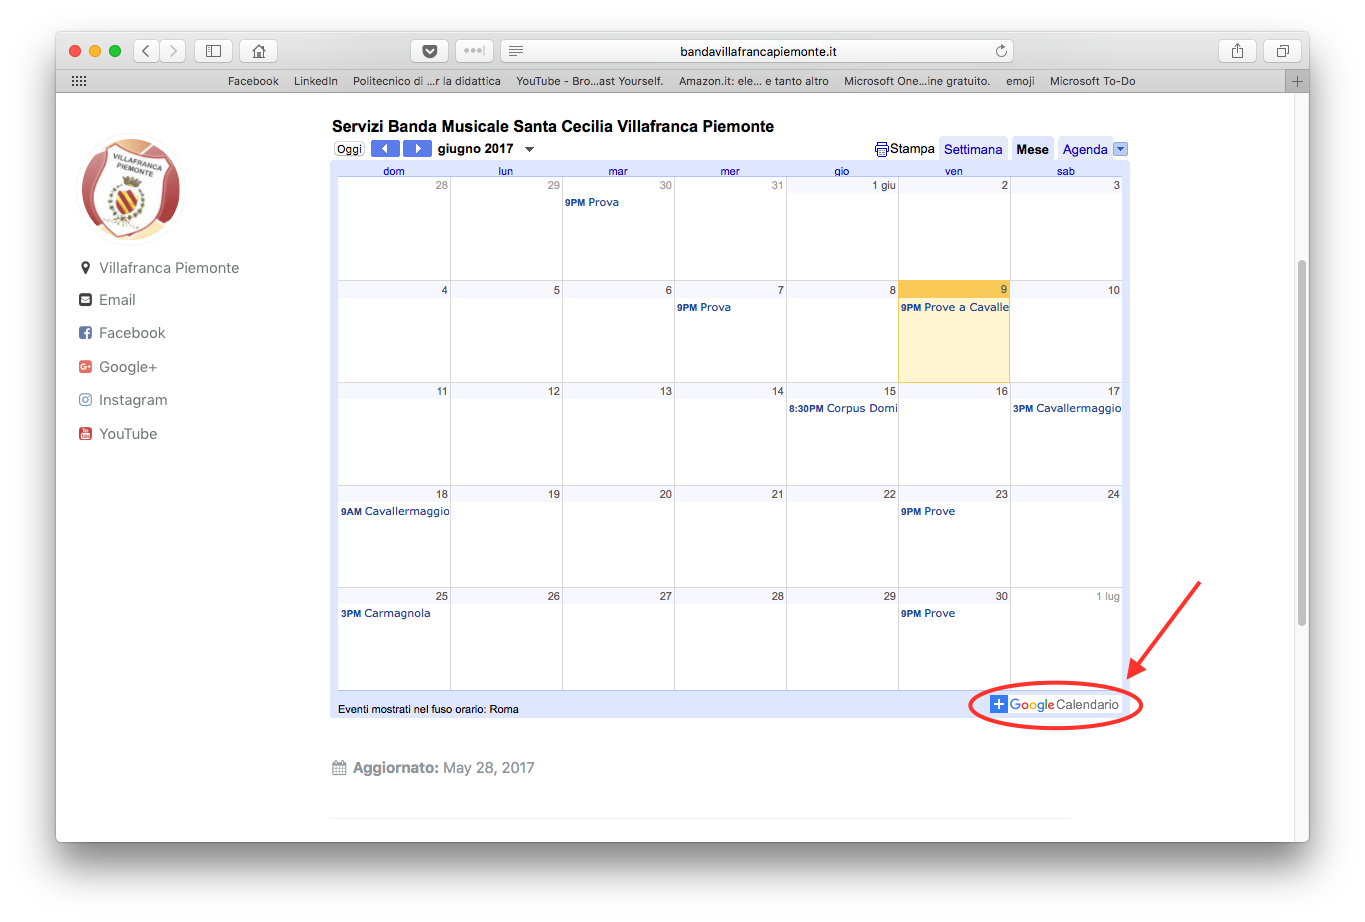 bandavillafrancapiemonte.it
Facebook LinkedIn Politecnico di ...r la didattica YouTube - Bro...ast Yourself. Amazon.it: ele... e tanto altro Microsoft One...ine gratuito. emoji Microsoft To-Do
VILLAFRANCA
PIEMONTE
Villafranca Piemonte
Email
Facebook
Google+
Instagram
YouTube
Servizi Banda Musicale Santa Cecilia Villafranca Piemonte
Oggi giugno 2017 Stampa Settimana Mese Agenda
dom lun mar mer gio ven sab
28 29 30 31 1 giu 2 3
9PM Prova
4 5 6 7 8 9 10
9PM Prova 9PM Prove a Cavalle
11 12 13 14 15 16 17
8:30PM Corpus Domi 3PM Cavallermaggio
18 19 20 21 22 23 24
9AM Cavallermaggio 9PM Prove
25 26 27 28 29 30 1 lug
3PM Carmagnola 9PM Prove
Eventi mostrati nel fuso orario: Roma
+ Google Calendario
Aggiornato: May 28, 2017